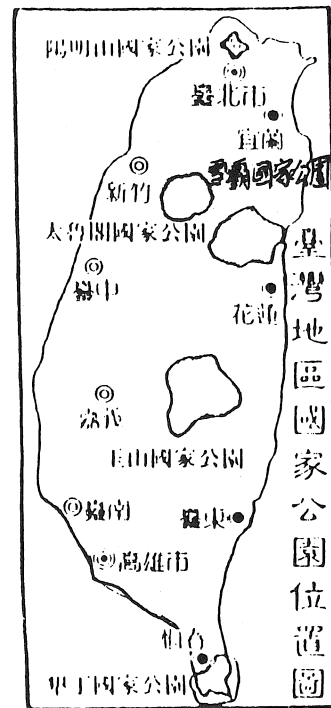 陽明山國家公園
臺北市
宜蘭
雪霸國家公園
新竹
太魯閣國家公園
臺中
花蓮
嘉義
玉山國家公園
臺南
臺東
高雄市
恆春
墾丁國家公園
臺灣地區國家公園位置圖